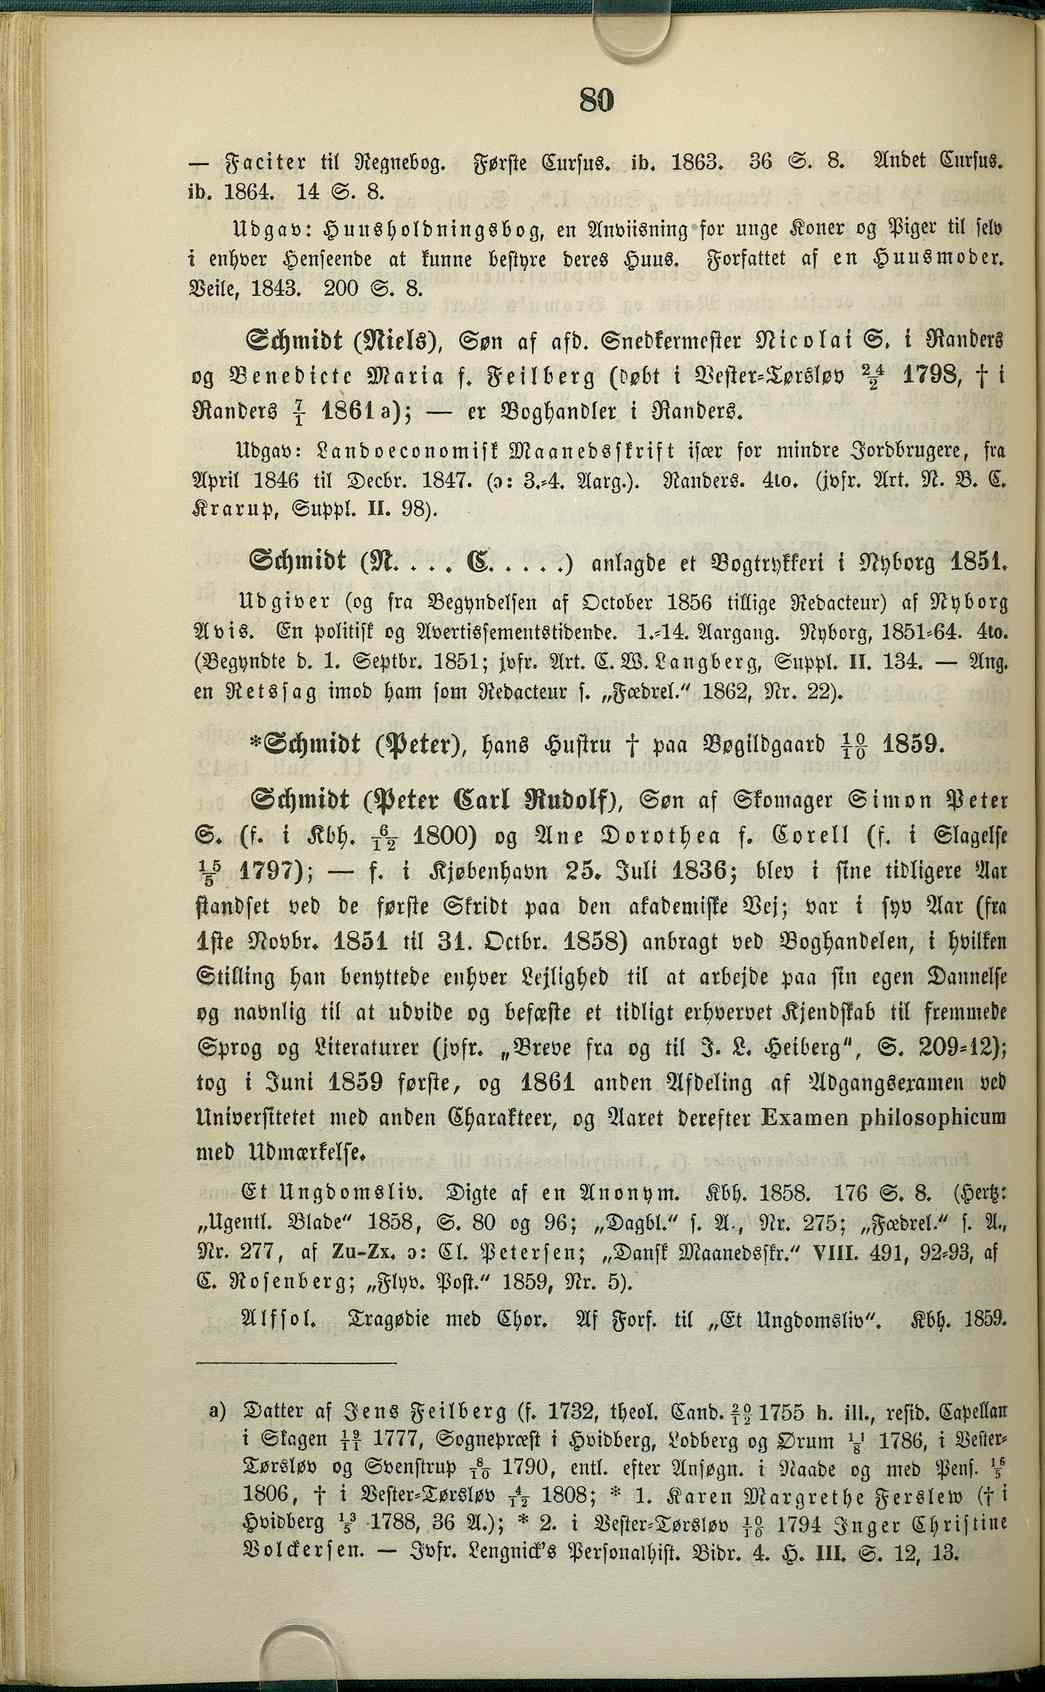 80
— Faciter til Regnebog. Første Cursus. ib. 1863. 36 S. 8. Andet Cursus.
ib. 1864. 14 S. 8.
Udgav: Huusholdningsbog, en Anviisning for unge Koner og Piger til selv
i enhver Henseende at kunne bestyre deres Huus. Forfattet af en Huusmoder.
Veile, 1843. 200 S. 8.
Schmidt (Niels), Søn af afd. Snedkermester Nicolai S. i Randers
og Benedicte Maria f. Feilberg (døbt i Vester-Tørsløv 24/2 1798, † i
Randers 7/1 1861 a); — er Boghandler i Randers.
Udgav: Landoeconomisk Maanedsskrift især for mindre Jordbrugere, fra
April 1846 til Decbr. 1847. (ɔ: 3.-4. Aarg.). Randers. 4to. (jvfr. Art. N. B. C.
Krarup, Suppl. II. 98).
Schmidt (N. . . . C. . . . .) anlagde et Bogtrykkeri i Nyborg 1851.
Udgiver (og fra Begyndelsen af October 1856 tillige Redacteur) af Nyborg
Avis. En politisk og Avertissementstidende. 1.-14. Aargang. Nyborg, 1851-64. 4to.
(Begyndte d. 1. Septbr. 1851; jvfr. Art. C. W. Langberg, Suppl. II. 134. — Ang.
en Retssag imod ham som Redacteur s. „Fædrel.“ 1862, Nr. 22).
*Schmidt (Peter), hans Hustru † paa Bøgildgaard 10/10 1859.
Schmidt (Peter Carl Rudolf), Søn af Skomager Simon Peter
S. (f. i Kbh. 6/12 1800) og Ane Dorothea f. Corell (f. i Slagelse
15/5 1797); — f. i Kjøbenhavn 25. Juli 1836; blev i sine tidligere Aar
standset ved de første Skridt paa den akademiske Vej; var i syv Aar (fra
1ste Novbr. 1851 til 31. Octbr. 1858) anbragt ved Boghandelen, i hvilken
Stilling han benyttede enhver Lejlighed til at arbejde paa sin egen Dannelse
og navnlig til at udvide og befæste et tidligt erhvervet Kjendskab til fremmede
Sprog og Literaturer (jvfr. „Breve fra og til J. L. Heiberg“, S. 209-12);
tog i Juni 1859 første, og 1861 anden Afdeling af Adgangsexamen ved
Universitetet med anden Charakteer, og Aaret derefter Examen philosophicum
med Udmærkelse.
Et Ungdomsliv. Digte af en Anonym. Kbh. 1858. 176 S. 8. (Hertz:
„Ugentl. Blade“ 1858, S. 80 og 96; „Dagbl.“ s. A., Nr. 275; „Fædrel.“ s. A.,
Nr. 277, af Zu-Zx. ɔ: Cl. Petersen; „Dansk Maanedsskr.“ VIII. 491, 92-93, af
C. Rosenberg; „Flyv. Post.“ 1859, Nr. 5).
Alfsol. Tragødie med Chor. Af Forf. til „Et Ungdomsliv“. Kbh. 1859.
a) Datter af Jens Feilberg (f. 1732, theol. Cand. 20/12 1755 h. ill., resid. Capellan
i Skagen 19/11 1777, Sognepræst i Hvidberg, Lodberg og Ørum 11/8 1786, i Vester-
Tørsløv og Svenstrup 8/10 1790, entl. efter Ansøgn. i Naade og med Pens. 16/5
1806, † i Vester-Tørsløv 4/12 1808; * 1. Karen Margrethe Ferslew († i
Hvidberg 13/5 1788, 36 A.); * 2. i Vester-Tørsløv 10/10 1794 Inger Christine
Volckersen. — Jvfr. Lengnick's Personalhist. Bidr. 4. H. III. S. 12, 13.